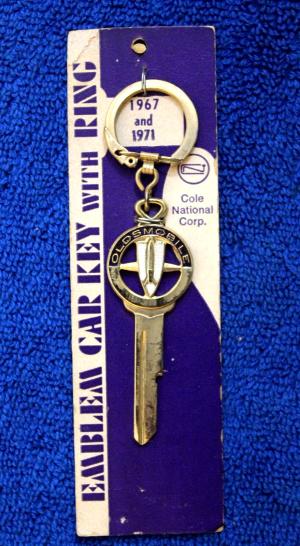 EMBLEM CAR KEY WITH RING
1967
and
1971
Cole
National
Corp.
OLDSMOBILE